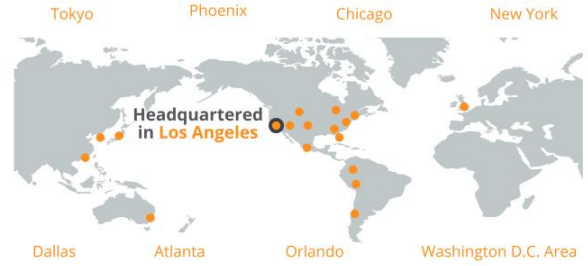 Tokyo
Phoenix
Chicago
New York
Headquartered
in Los Angeles
Dallas
Atlanta
Orlando
Washington D.C. Area